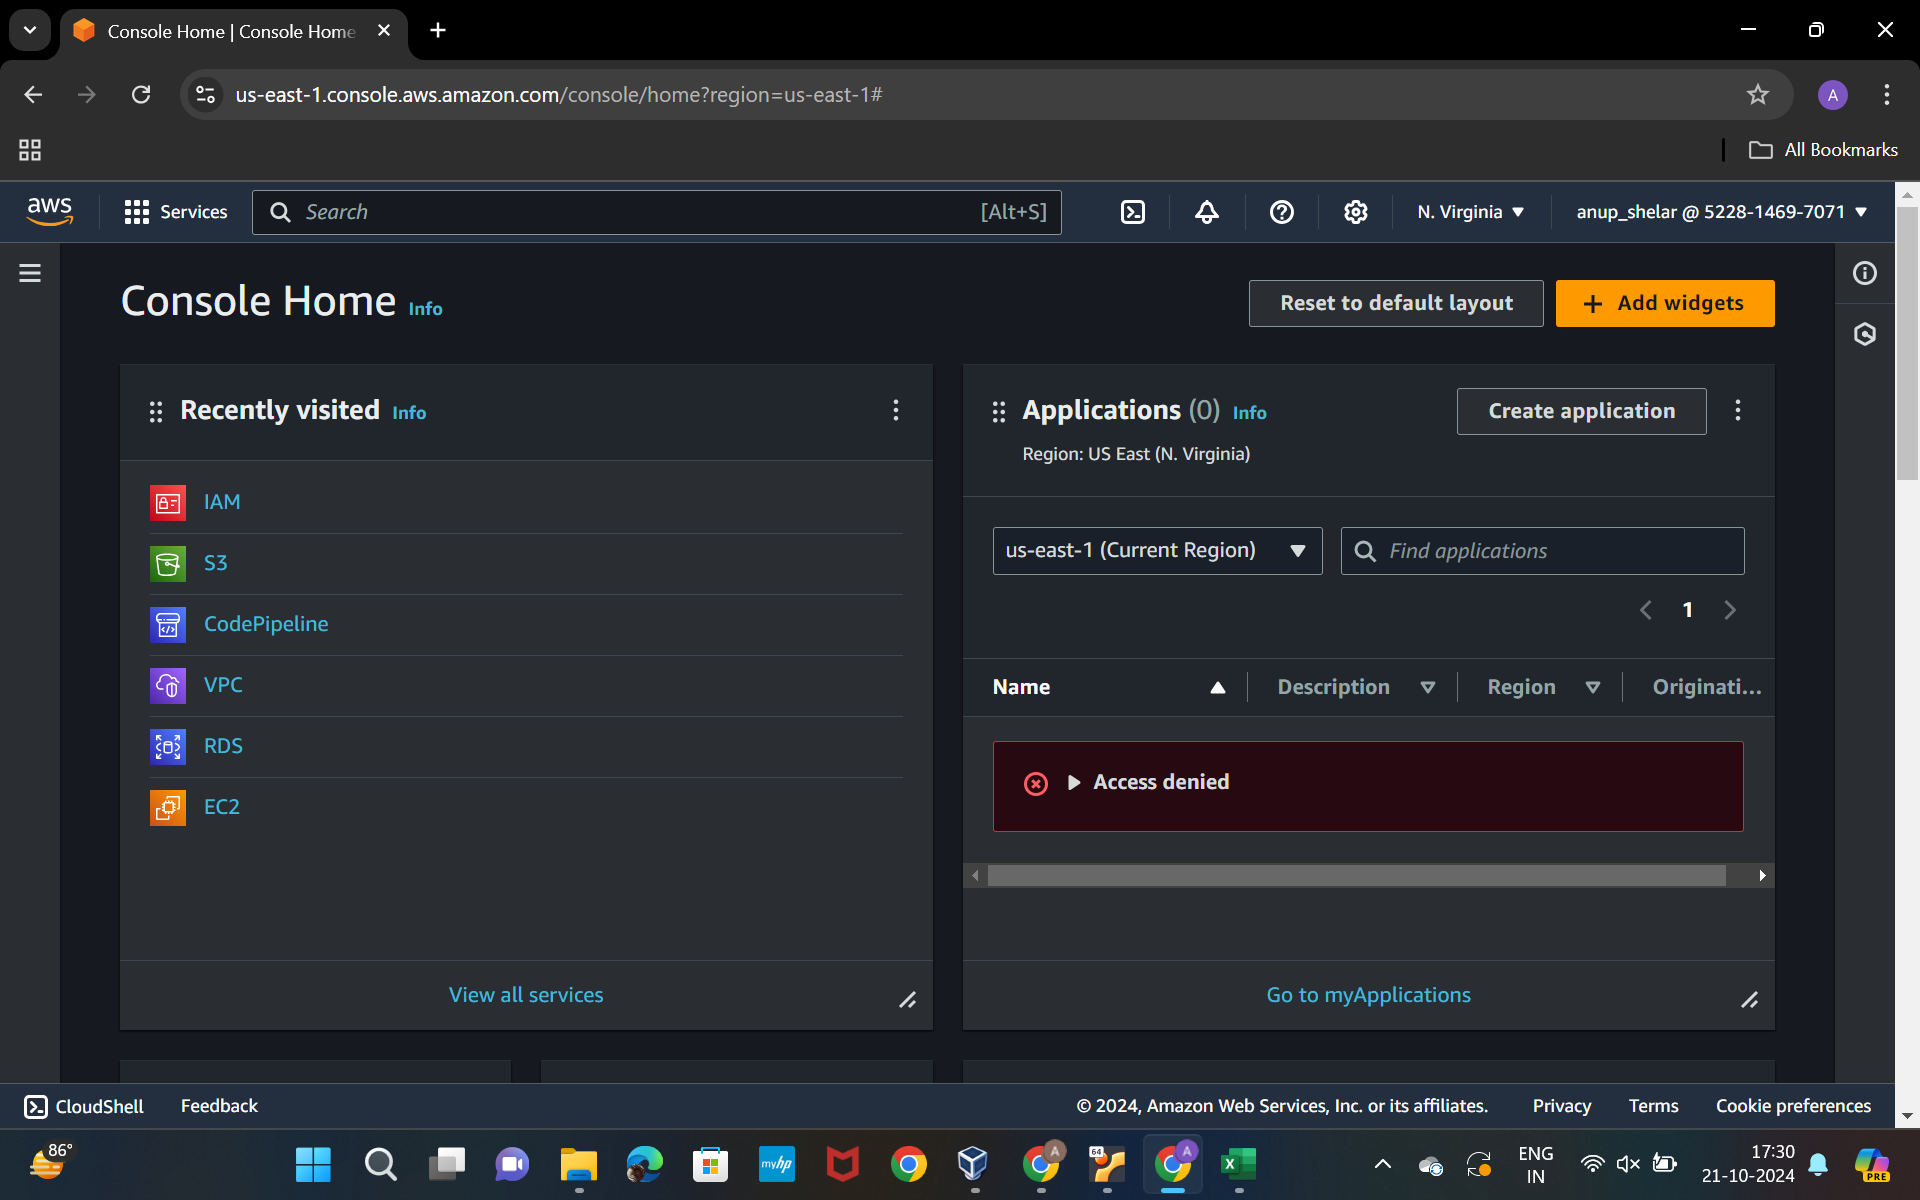 Console Home | Console Home
us-east-1.console.aws.amazon.com/console/home?region=us-east-1#
A
All Bookmarks
aws
Services
Search
[Alt+S]
N. Virginia
anup_shelar @ 5228-1469-7071
Console Home Info
Reset to default layout
Add widgets
Recently visited Info
IAM
S3
CodePipeline
VPC
RDS
EC2
View all services
Applications (0) Info
Region: US East (N. Virginia)
Create application
us-east-1 (Current Region)
Find applications
1
Name
Description
Region
Originati...
Access denied
Go to myApplications
CloudShell
Feedback
© 2024, Amazon Web Services, Inc. or its affiliates.
Privacy
Terms
Cookie preferences
86°
myhp
A
64
A
ENG
IN
17:30
21-10-2024
PRE